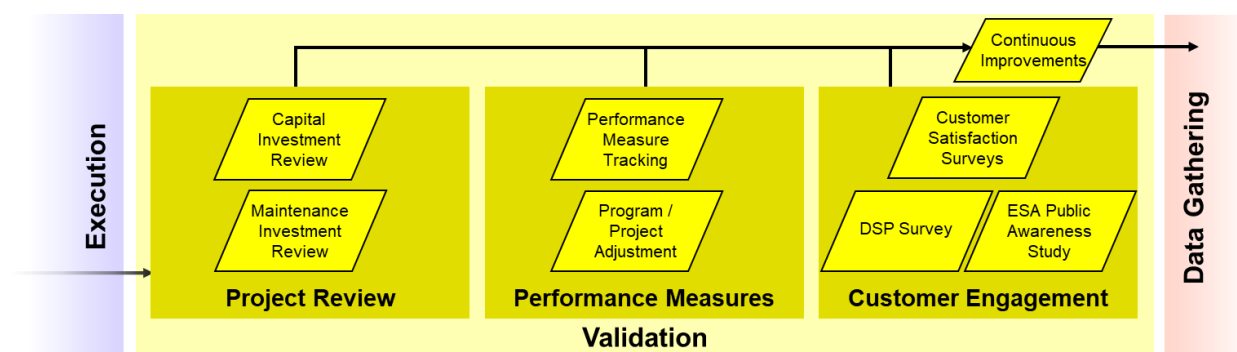 Execution
Continuous
Improvements
Capital
Investment
Review
Maintenance
Investment
Review
Project Review
Performance
Measure
Tracking
Program /
Project
Adjustment
Performance Measures
Customer
Satisfaction
Surveys
DSP Survey
ESA Public
Awareness
Study
Customer Engagement
Validation
Data Gathering